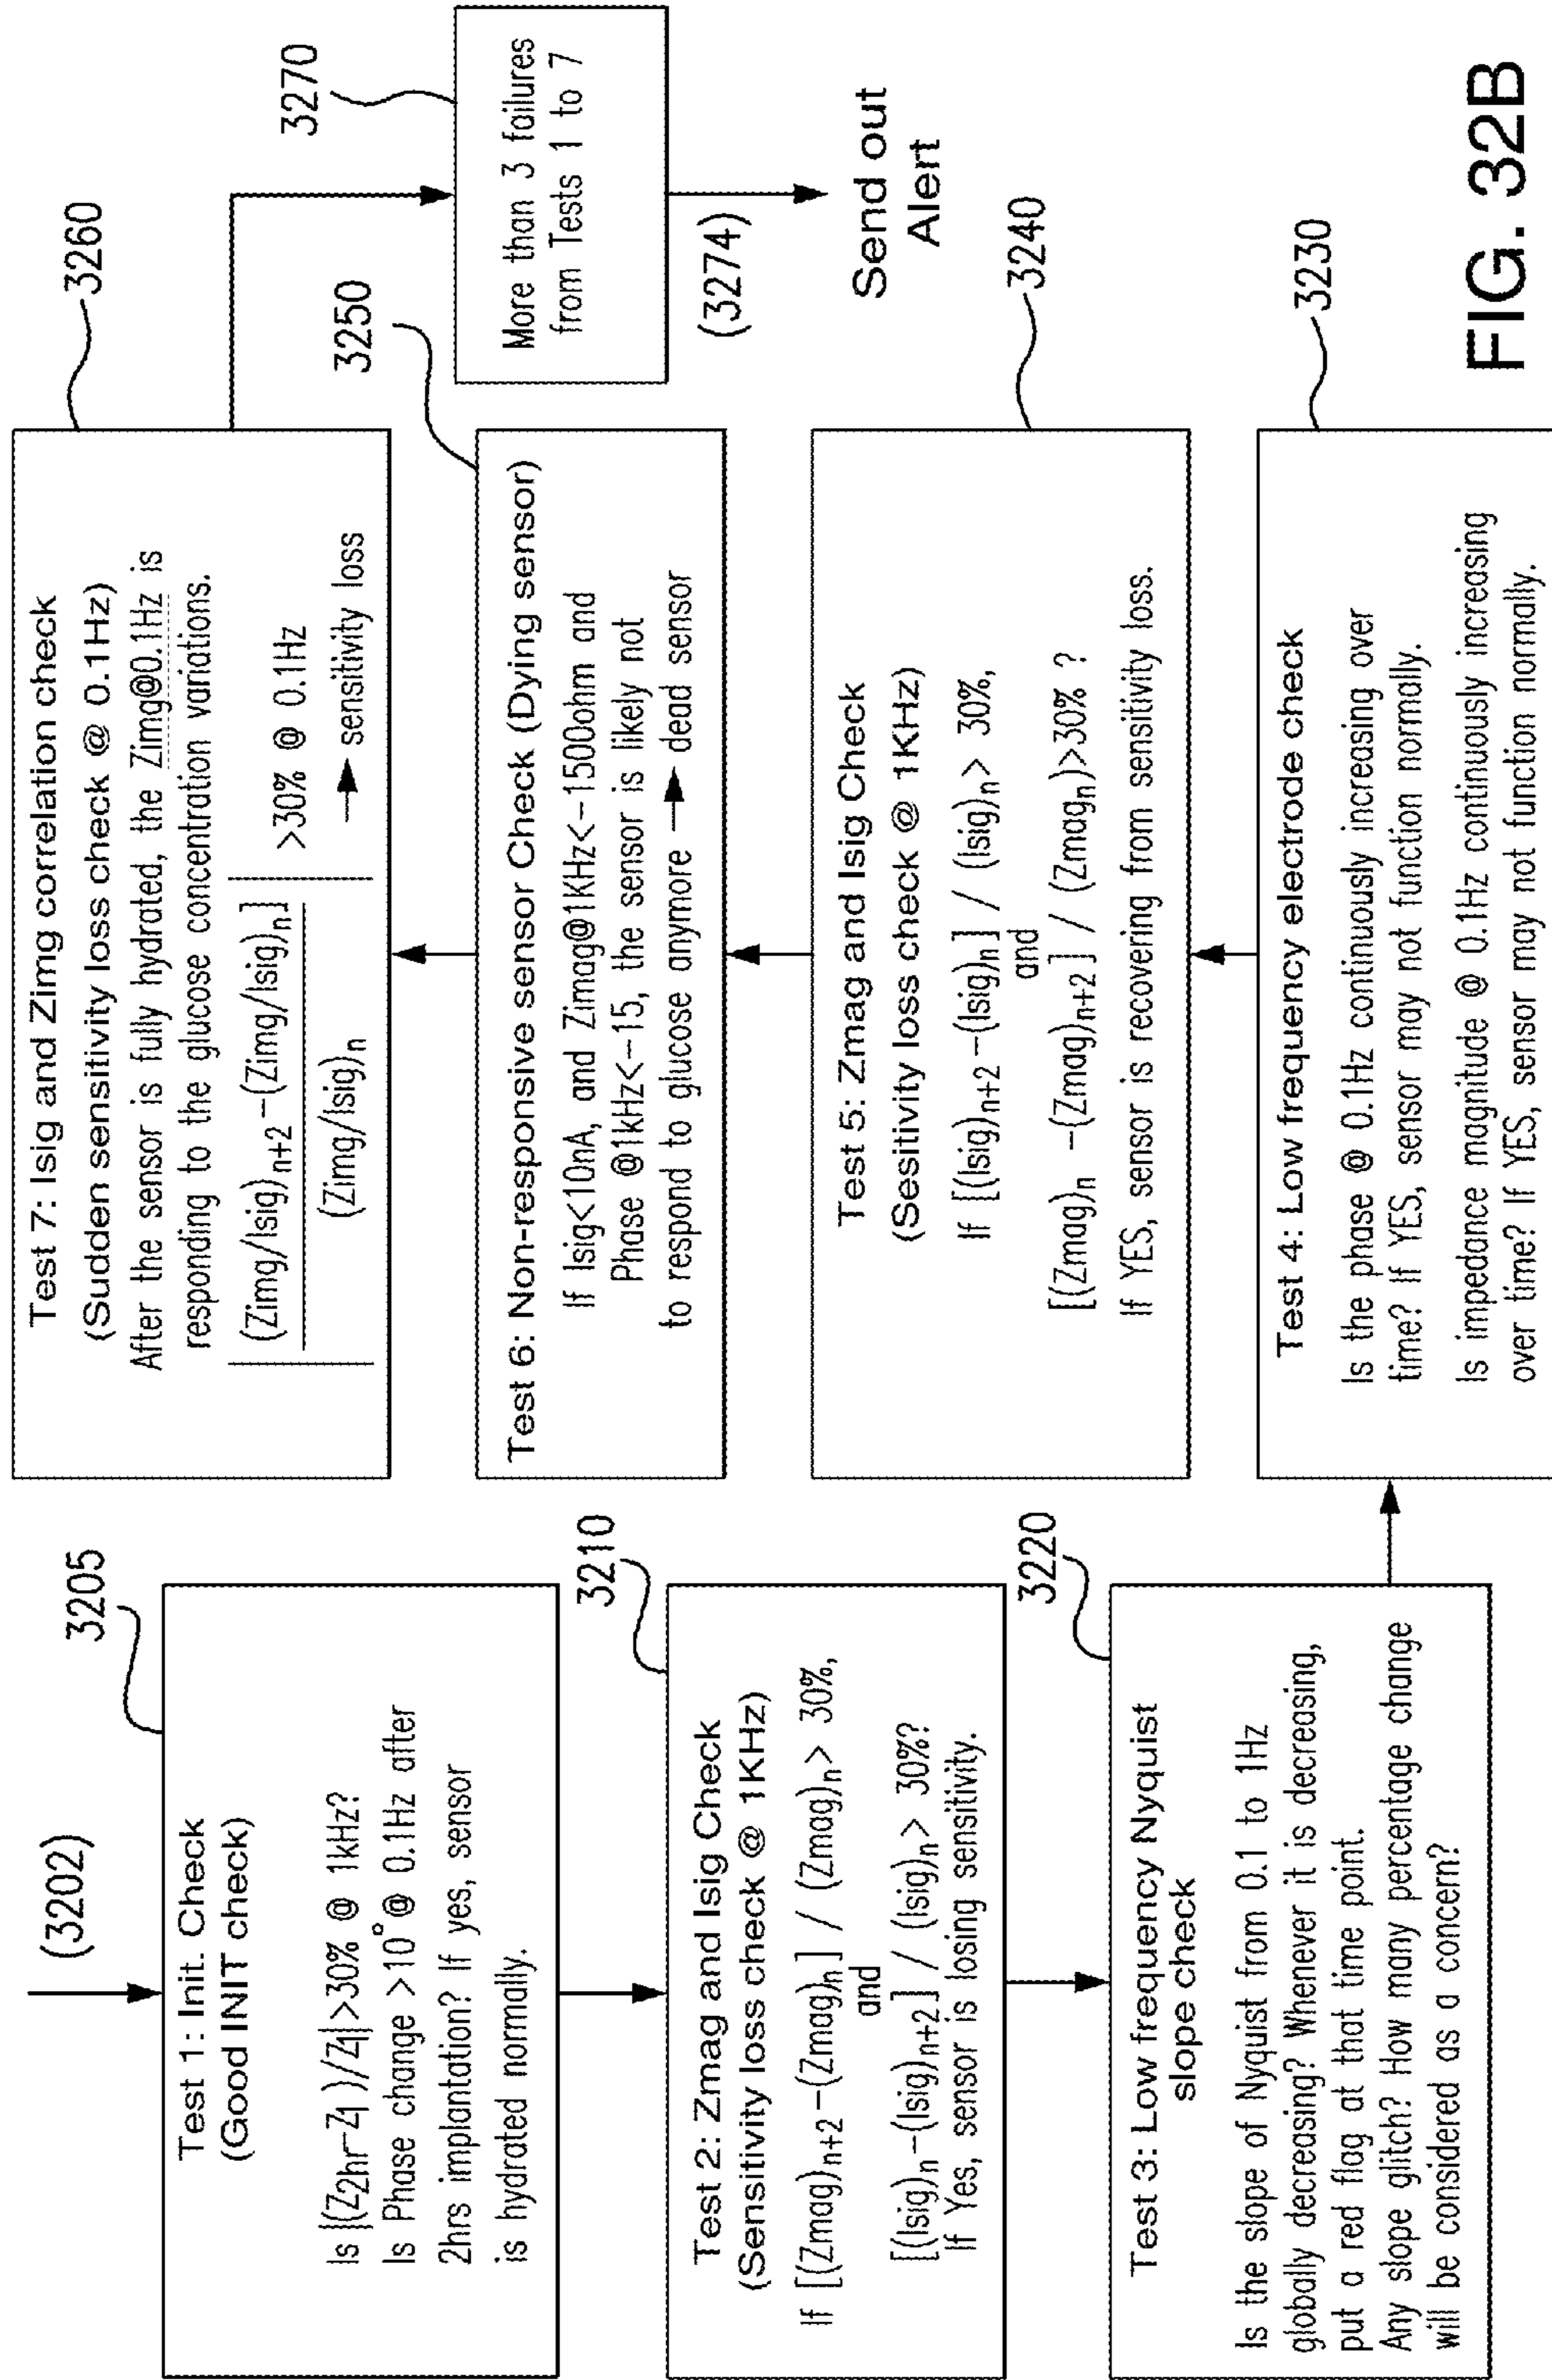 (3202)
3205
Test 1: Init. Check
(Good INIT check)
Is |(Z2hr-Z1)/Z1|>30% @ 1kHz?
Is Phase change >10° @ 0.1Hz after
2hrs implantation? If yes, sensor
is hydrated normally.
3210
Test 2: Zmag and Isig Check
(Sensitivity loss check @ 1KHz)
If [(Zmag)n+2-(Zmag)n] / (Zmag)n> 30%,
and
[(Isig)n-(Isig)n+2] / (Isig)n> 30%?
If Yes, sensor is losing sensitivity.
3220
Test 3: Low frequency Nyquist
slope check
Is the slope of Nyquist from 0.1 to 1Hz
globally decreasing? Whenever it is decreasing,
put a red flag at that time point.
Any slope glitch? How many percentage change
will be considered as a concern?
3230
Test 4: Low frequency electrode check
Is the phase @ 0.1Hz continuously increasing over
time? If YES, sensor may not function normally.
Is impedance magnitude @ 0.1Hz continuously increasing
over time? If YES, sensor may not function normally.
3240
Test 5: Zmag and Isig Check
(Sesitivity loss check @ 1KHz)
If [(Isig)n+2-(Isig)n] / (Isig)n> 30%,
and
[(Zmag)n -(Zmag)n+2] / (Zmagn)>30% ?
If YES, sensor is recovering from sensitivity loss.
3250
Test 6: Non-responsive sensor Check (Dying sensor)
If Isig<10nA, and Zimag@1KHz<-1500ohm and
Phase @1kHz<-15, the sensor is likely not
to respond to glucose anymore → dead sensor
3260
Test 7: Isig and Zimg correlation check
(Sudden sensitivity loss check @ 0.1Hz)
After the sensor is fully hydrated, the Zimg@0.1Hz is
responding to the glucose concentration variations.
|(Zimg/Isig)n+2-(Zimg/Isig)n]| >30% @ 0.1Hz
(Zimg/Isig)n → sensitivity loss
3270
More than 3 failures
from Tests 1 to 7
(3274)
Send out
Alert
FIG. 32B